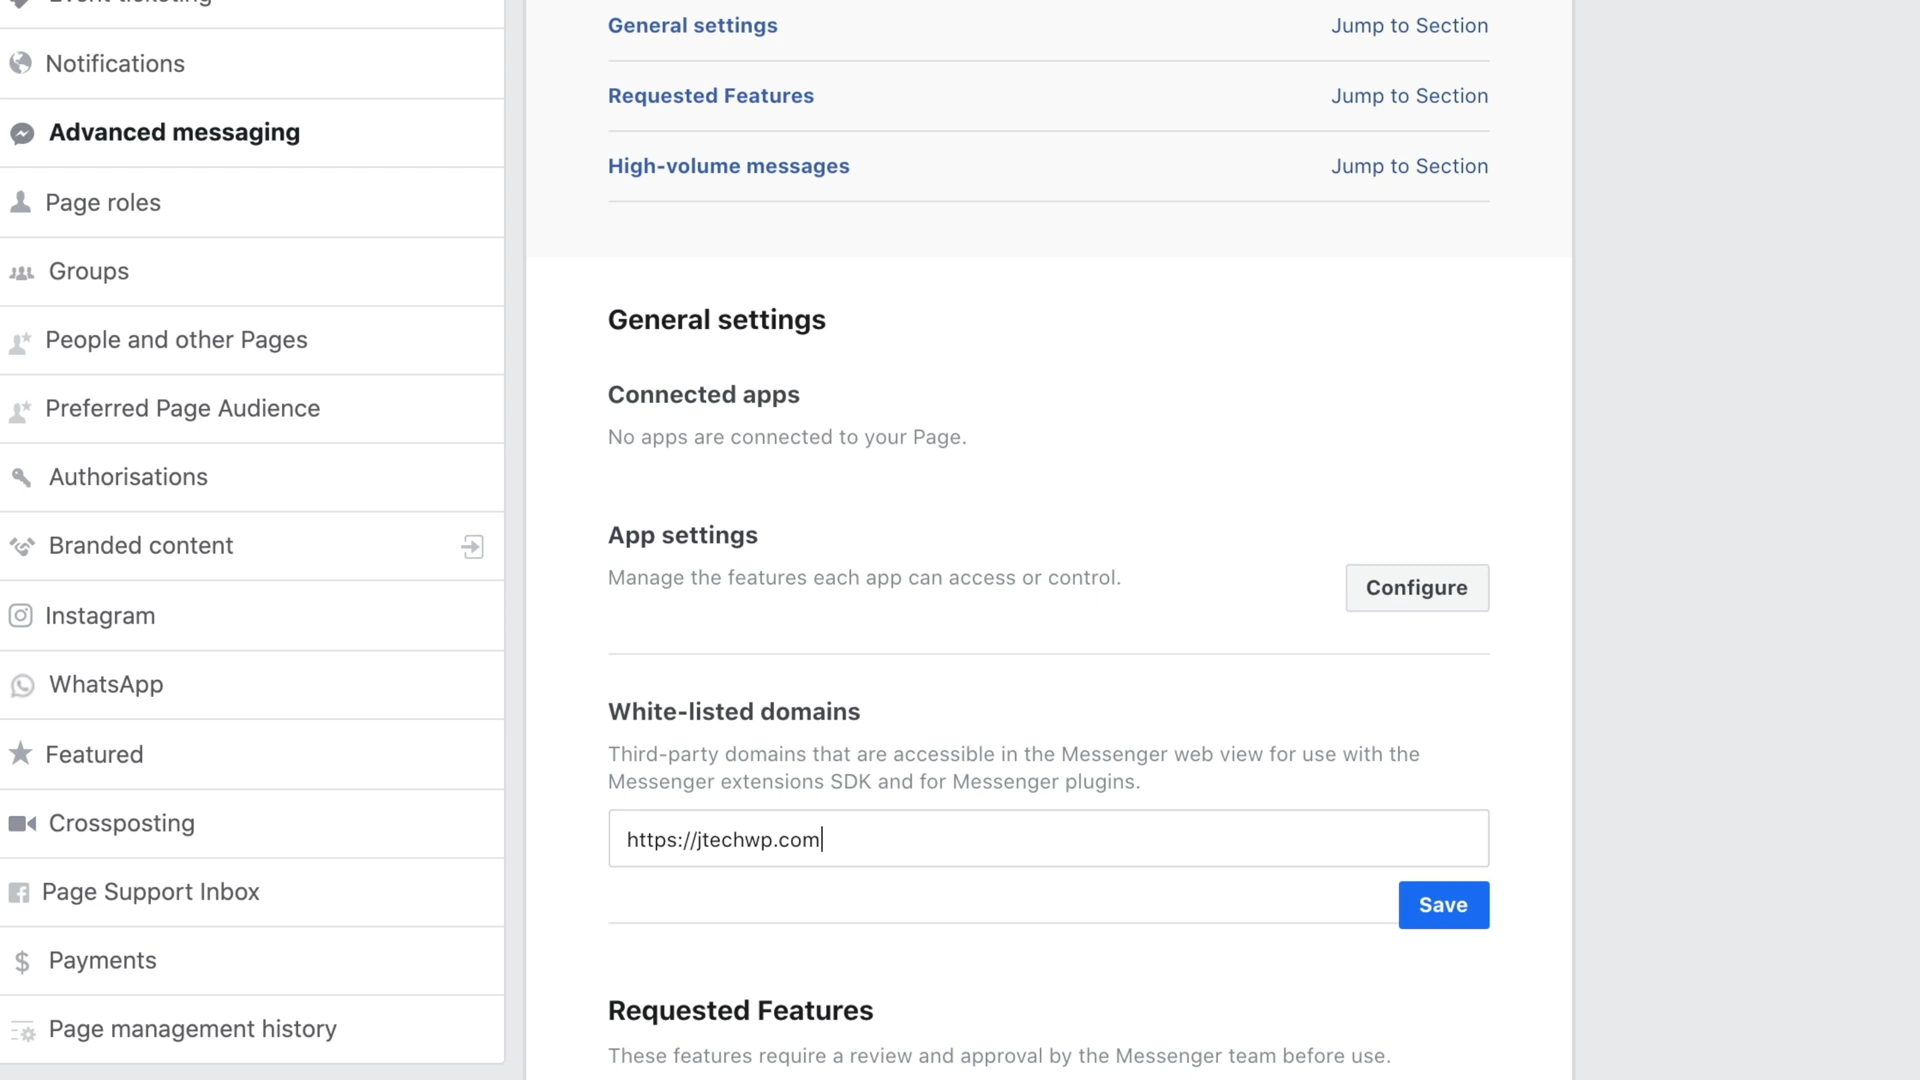 Event ticketing
Notifications
Advanced messaging
Page roles
Groups
People and other Pages
Preferred Page Audience
Authorisations
Branded content
Instagram
WhatsApp
Featured
Crossposting
Page Support Inbox
Payments
Page management history
General settings Jump to Section
Requested Features Jump to Section
High-volume messages Jump to Section
General settings
Connected apps
No apps are connected to your Page.
App settings
Manage the features each app can access or control.
Configure
White-listed domains
Third-party domains that are accessible in the Messenger web view for use with the
Messenger extensions SDK and for Messenger plugins.
https://jtechwp.com
Save
Requested Features
These features require a review and approval by the Messenger team before use.